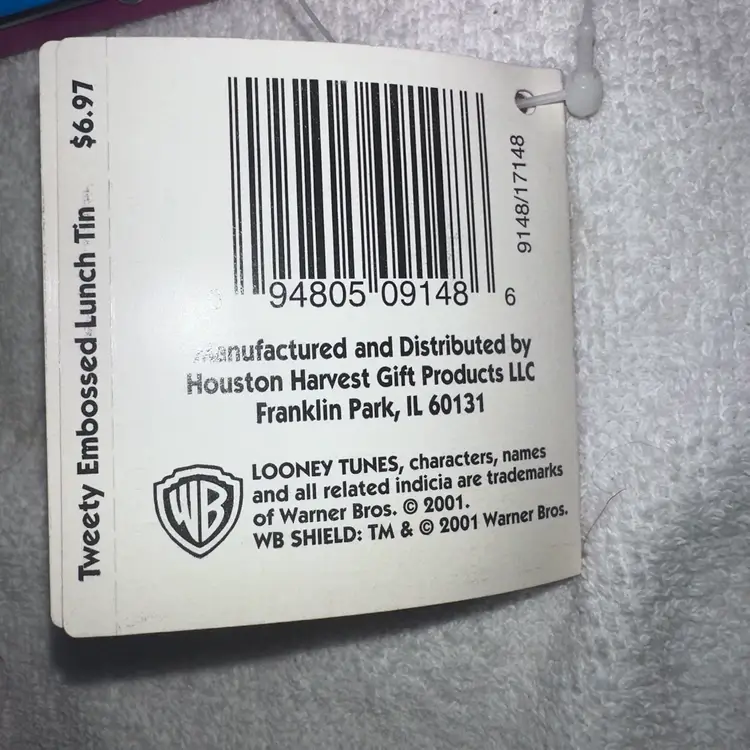 Tweety Embossed Lunch Tin $6.97
9148/17148
94805 09148 6
Manufactured and Distributed by
Houston Harvest Gift Products LLC
Franklin Park, IL 60131
WB
LOONEY TUNES, characters, names
and all related indicia are trademarks
of Warner Bros. © 2001.
WB SHIELD: TM & © 2001 Warner Bros.